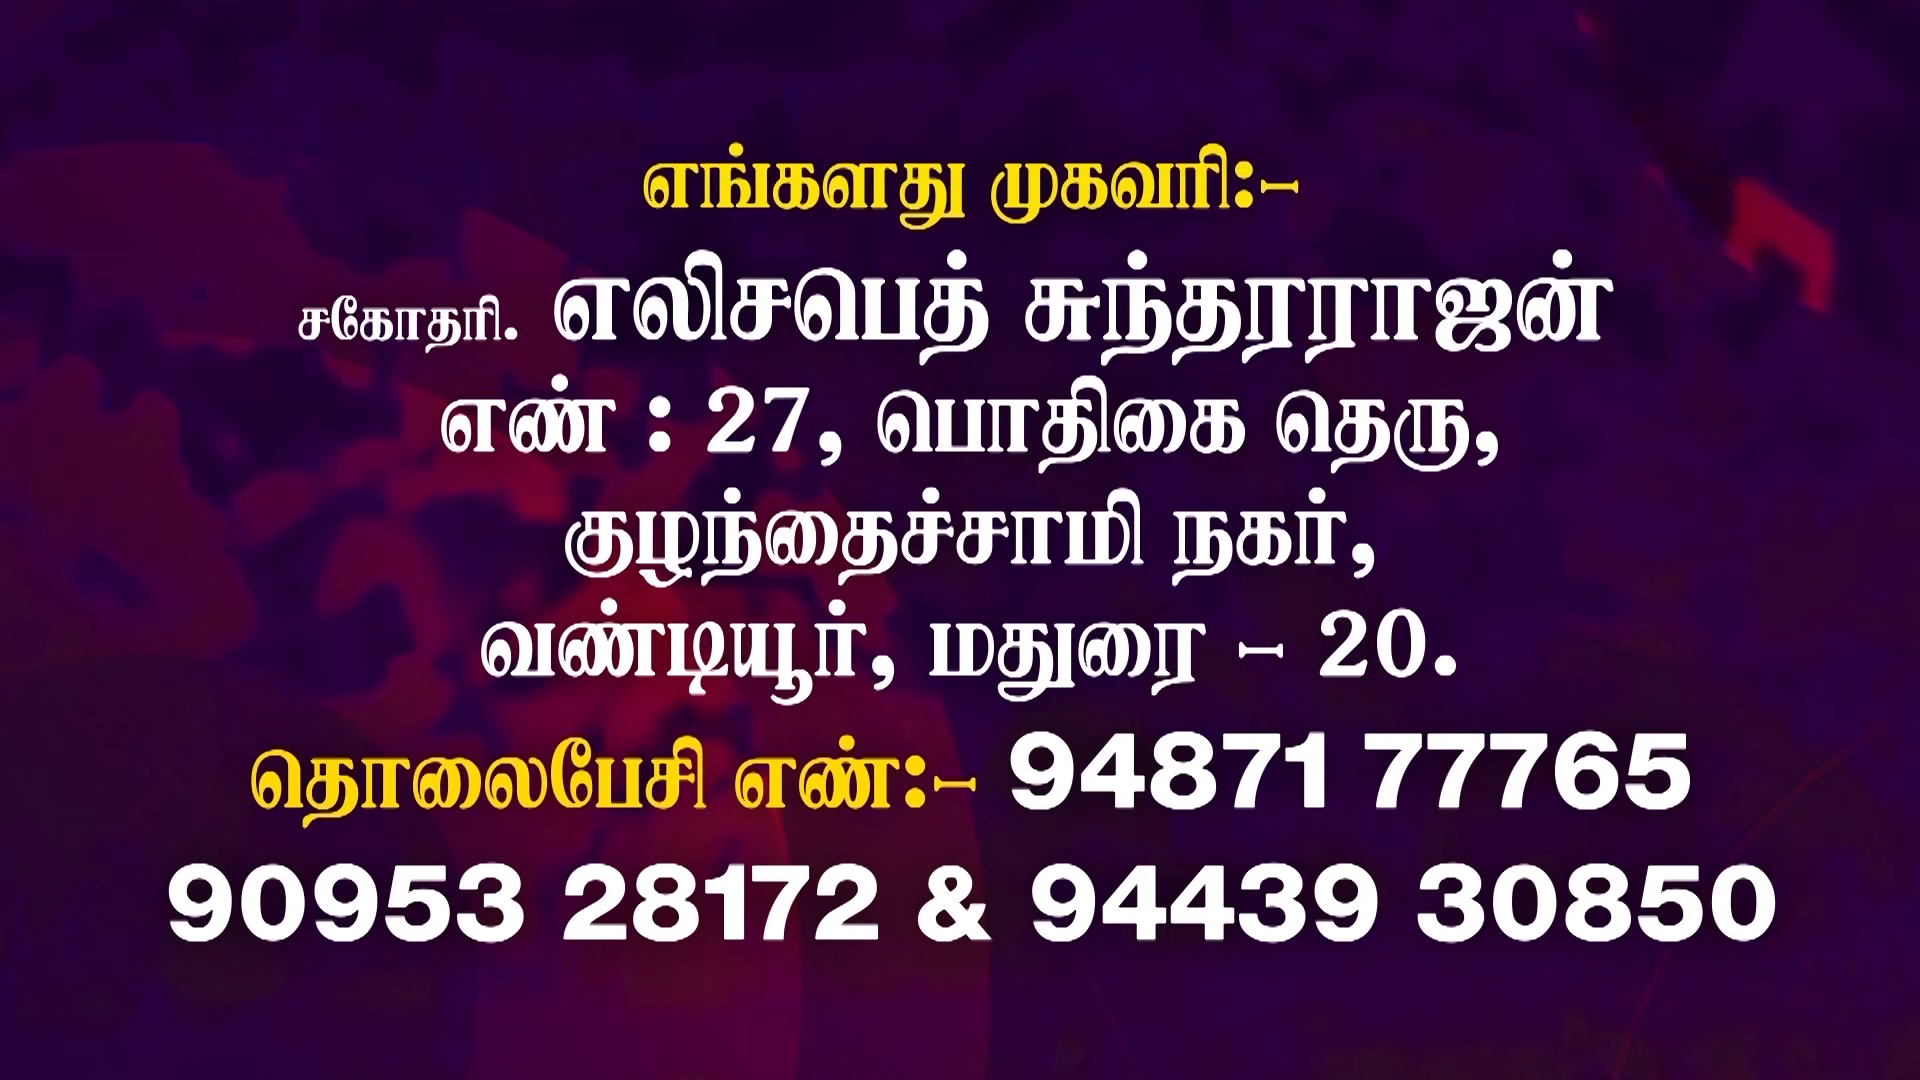 எங்களது முகவரி:-
சகோதரி. எலிசபெத் சுந்தரராஜன்
எண் : 27, பொதிகை தெரு,
குழந்தைச்சாமி நகர்,
வண்டியூர், மதுரை - 20.
தொலைபேசி எண்:- 94871 77765
90953 28172 & 94439 30850